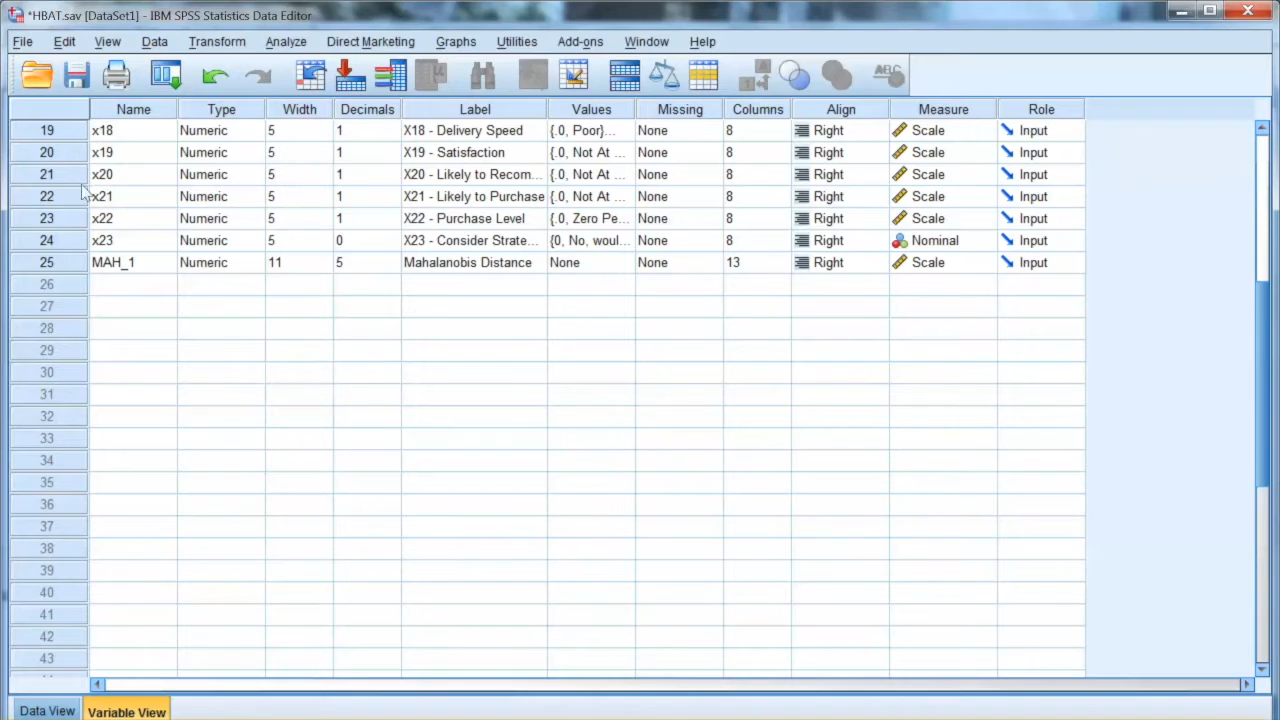 *HBAT.sav [DataSet1] - IBM SPSS Statistics Data Editor
File Edit View Data Transform Analyze Direct Marketing Graphs Utilities Add-ons Window Help
Name Type Width Decimals Label Values Missing Columns Align Measure Role
19 x18 Numeric 5 1 X18 - Delivery Speed {.0, Poor}... None 8 Right Scale Input
20 x19 Numeric 5 1 X19 - Satisfaction {.0, Not At ... None 8 Right Scale Input
21 x20 Numeric 5 1 X20 - Likely to Recom... {.0, Not At ... None 8 Right Scale Input
22 x21 Numeric 5 1 X21 - Likely to Purchase {.0, Not At ... None 8 Right Scale Input
23 x22 Numeric 5 1 X22 - Purchase Level {.0, Zero Pe... None 8 Right Scale Input
24 x23 Numeric 5 0 X23 - Consider Strate... {0, No, woul... None 8 Right Nominal Input
25 MAH_1 Numeric 11 5 Mahalanobis Distance None None 13 Right Scale Input
26
27
28
29
30
31
32
33
34
35
36
37
38
39
40
41
42
43
Data View Variable View